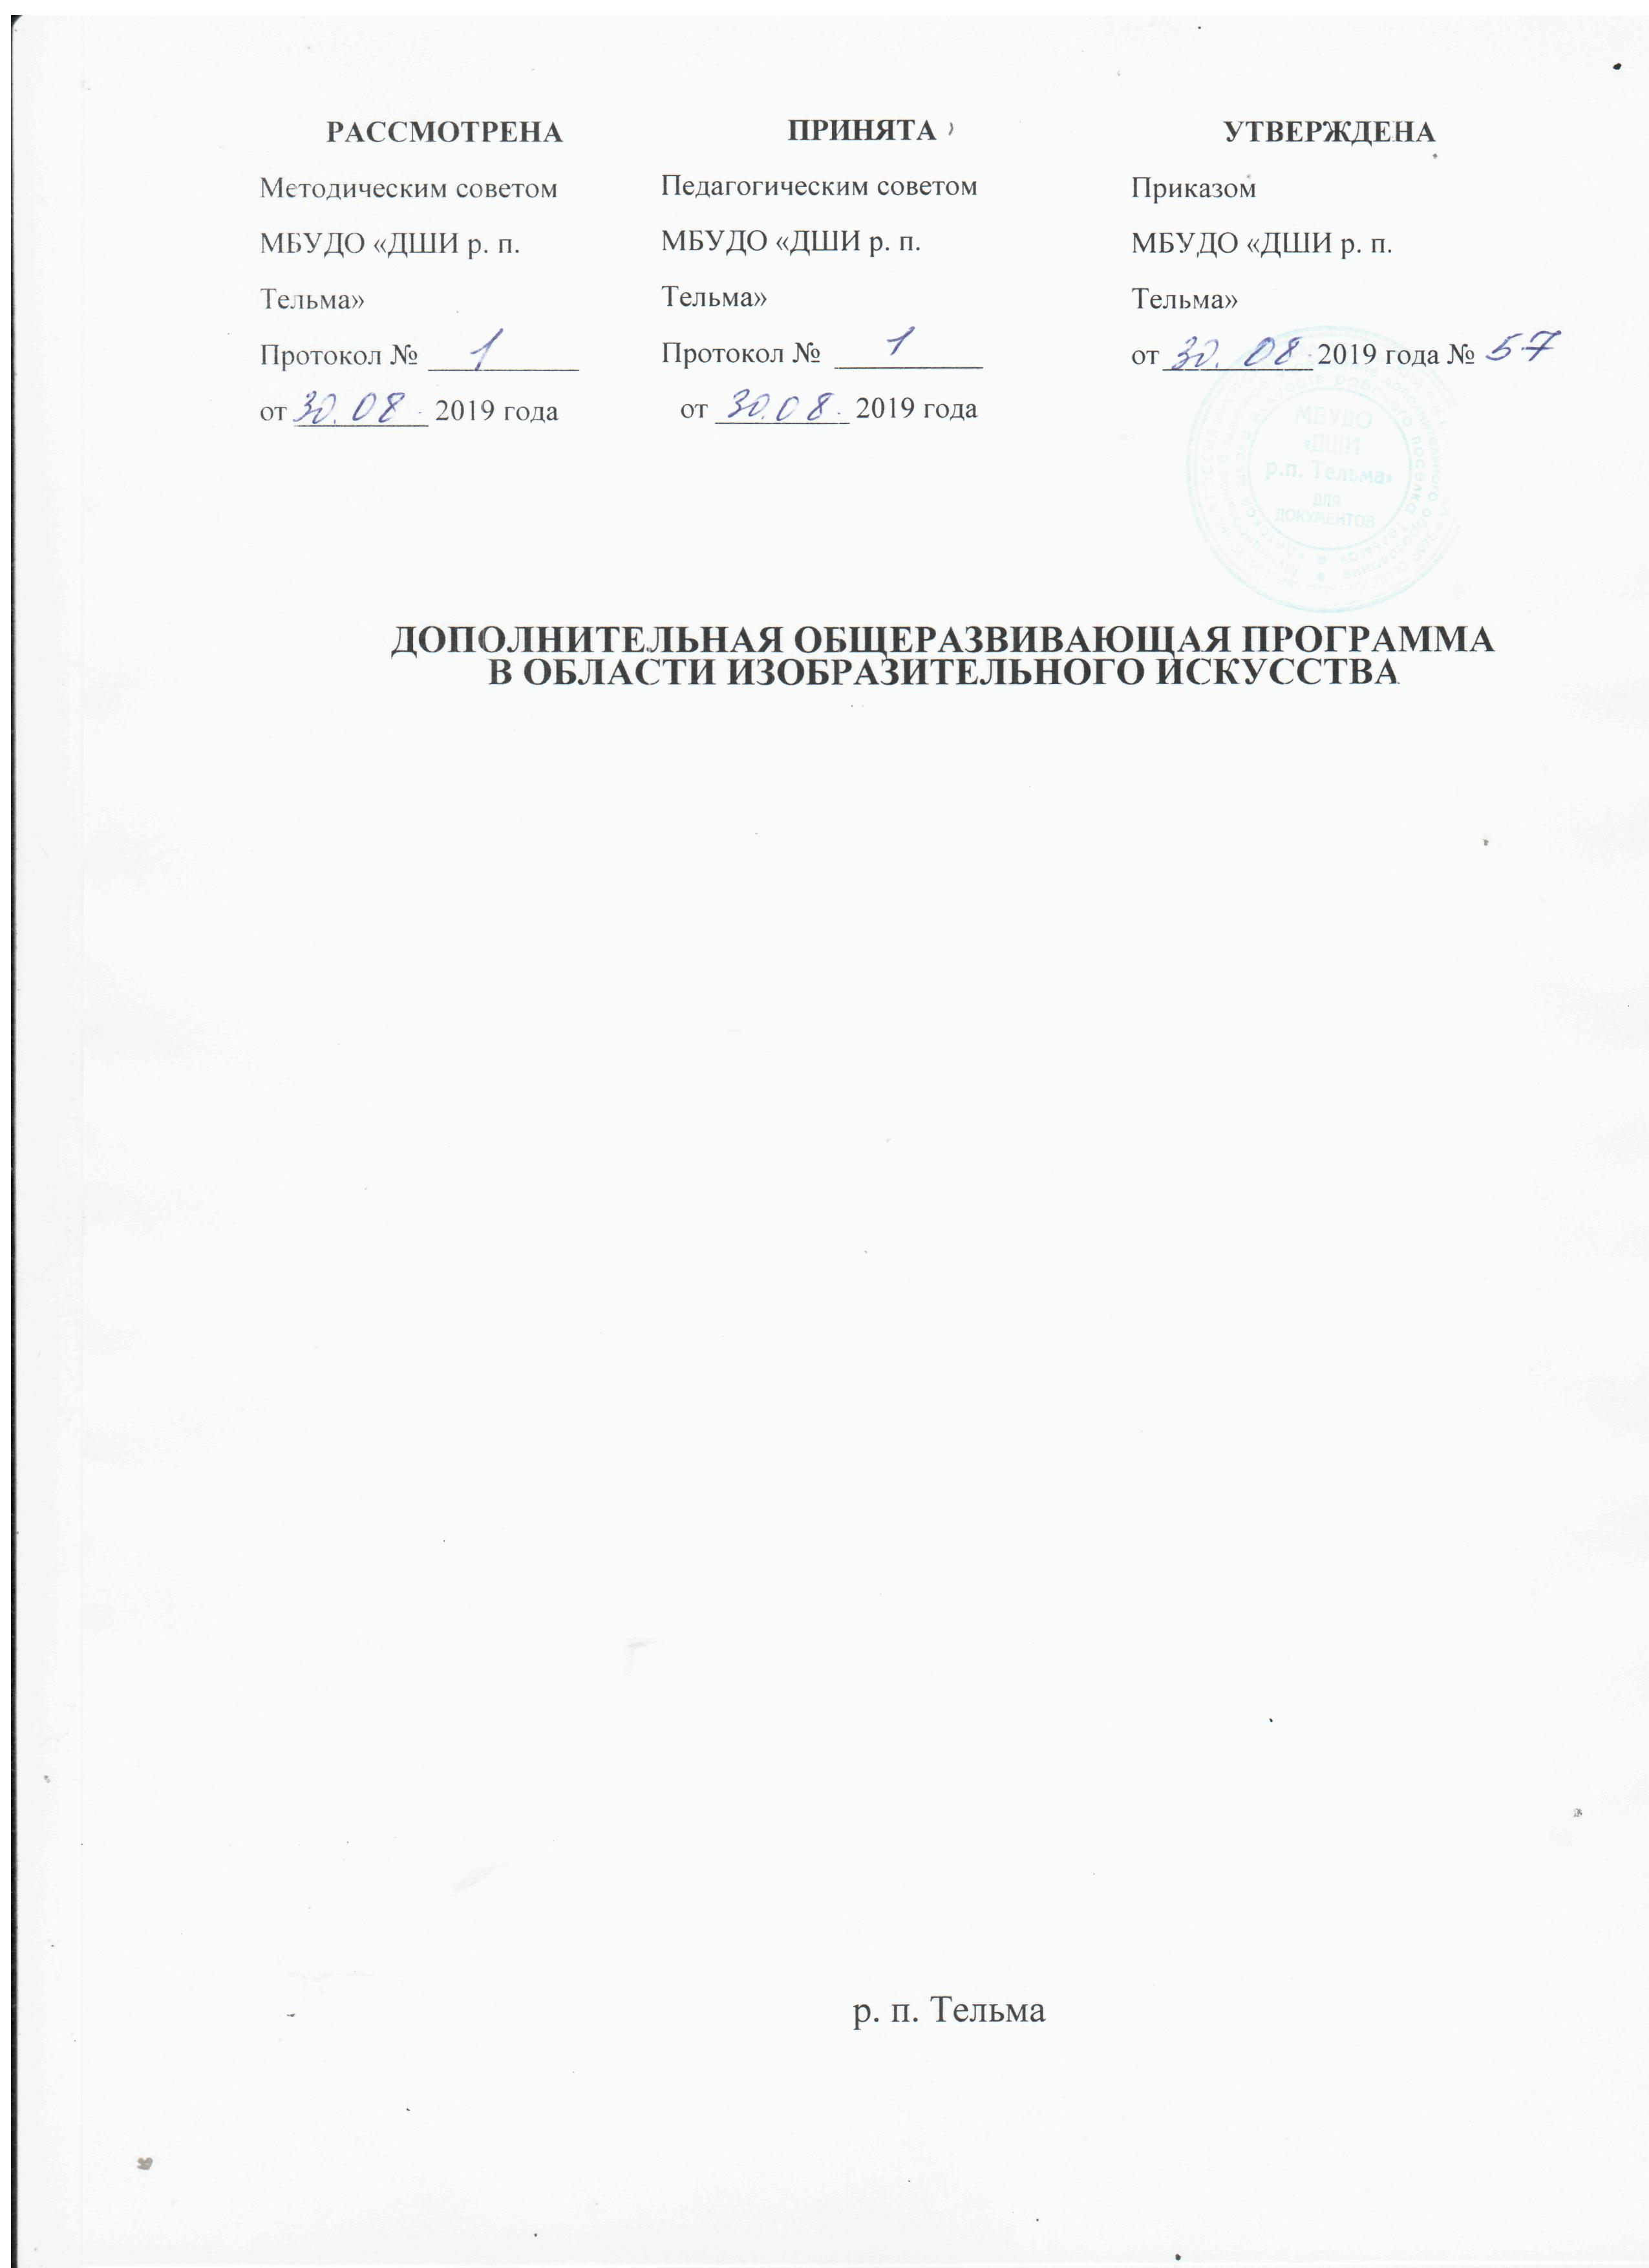 РАССМОТРЕНА
Методическим советом
МБУДО «ДШИ р. п.
Тельма»
Протокол № 1
от 30.08. 2019 года
ПРИНЯТА
Педагогическим советом
МБУДО «ДШИ р. п.
Тельма»
Протокол № 1
от 30.08. 2019 года
УТВЕРЖДЕНА
Приказом
МБУДО «ДШИ р. п.
Тельма»
от 30.08. 2019 года № 57
МБУДО
«ДШИ
р.п. Тельма»
ДЛЯ
ДОКУМЕНТОВ
ДОПОЛНИТЕЛЬНАЯ ОБЩЕРАЗВИВАЮЩАЯ ПРОГРАММА
В ОБЛАСТИ ИЗОБРАЗИТЕЛЬНОГО ИСКУССТВА
р. п. Тельма